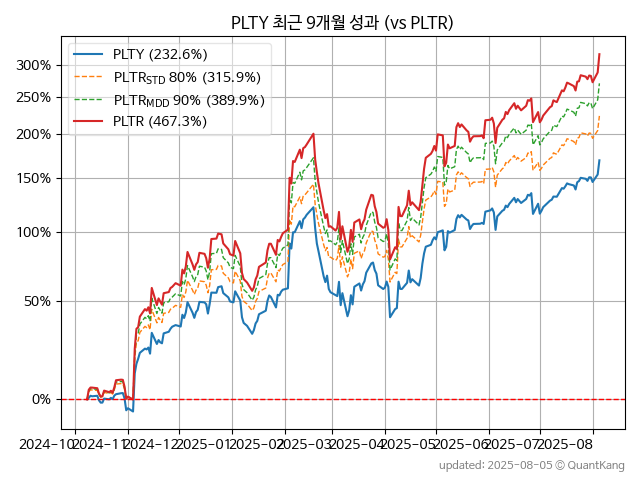 PLTY 최근 9개월 성과 (vs PLTR)
PLTY (232.6%)
PLTR_STD 80% (315.9%)
PLTR_MDD 90% (389.9%)
PLTR (467.3%)
300%
250%
200%
150%
100%
50%
0%
2024-10 2024-11 2024-12 2025-01 2025-02 2025-03 2025-04 2025-05 2025-06 2025-07 2025-08
updated: 2025-08-05 © QuantKang